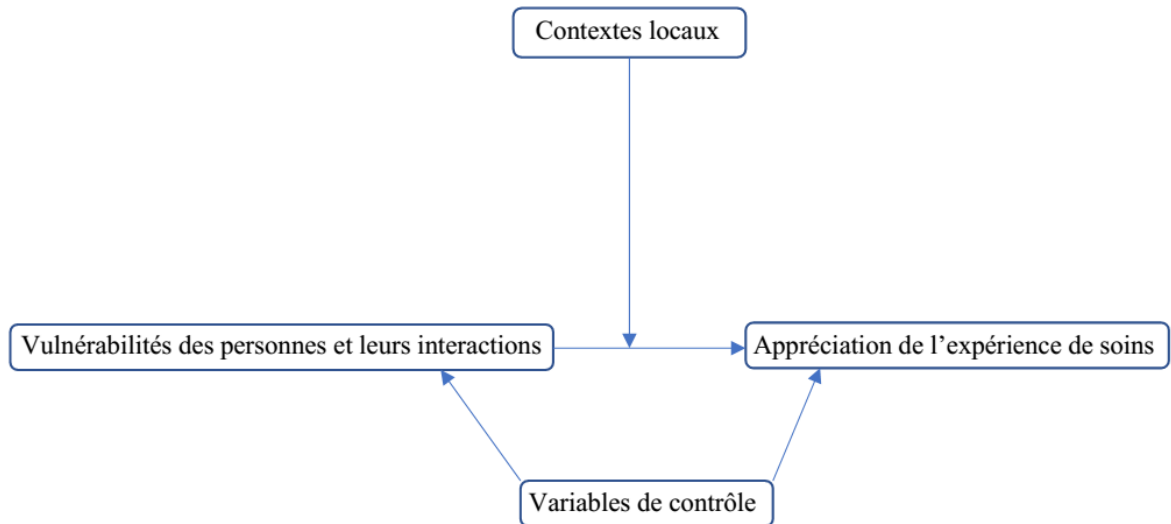 Contextes locaux
Vulnérabilités des personnes et leurs interactions
Appréciation de l’expérience de soins
Variables de contrôle